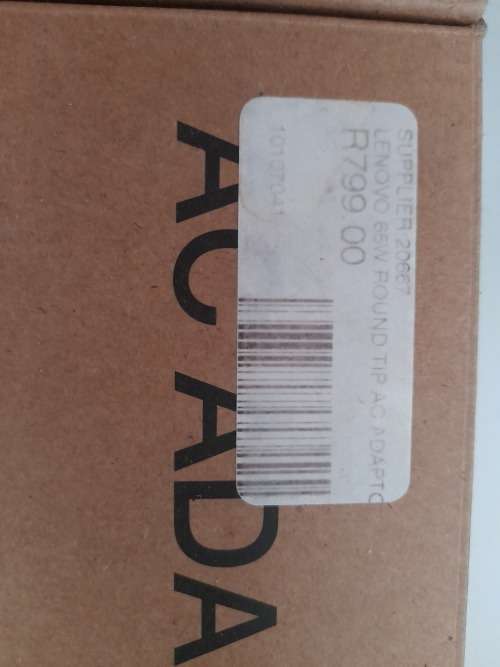 SUPPLIER 20667
LENOVO 65W ROUND TIP AC ADAPTO
R799.00
10107041
AC ADA